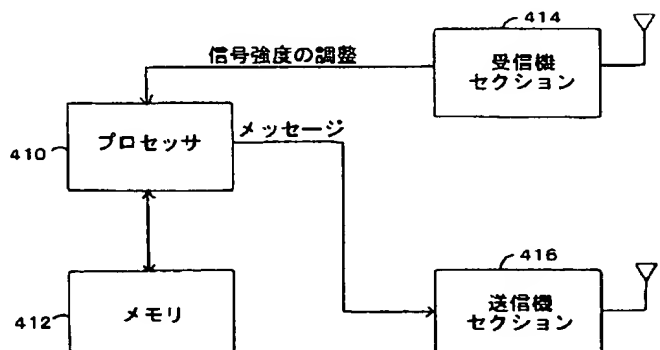 414
信号強度の調整
受信機
セクション
プロセッサ
メッセージ
410
416
メモリ
412
送信機
セクション